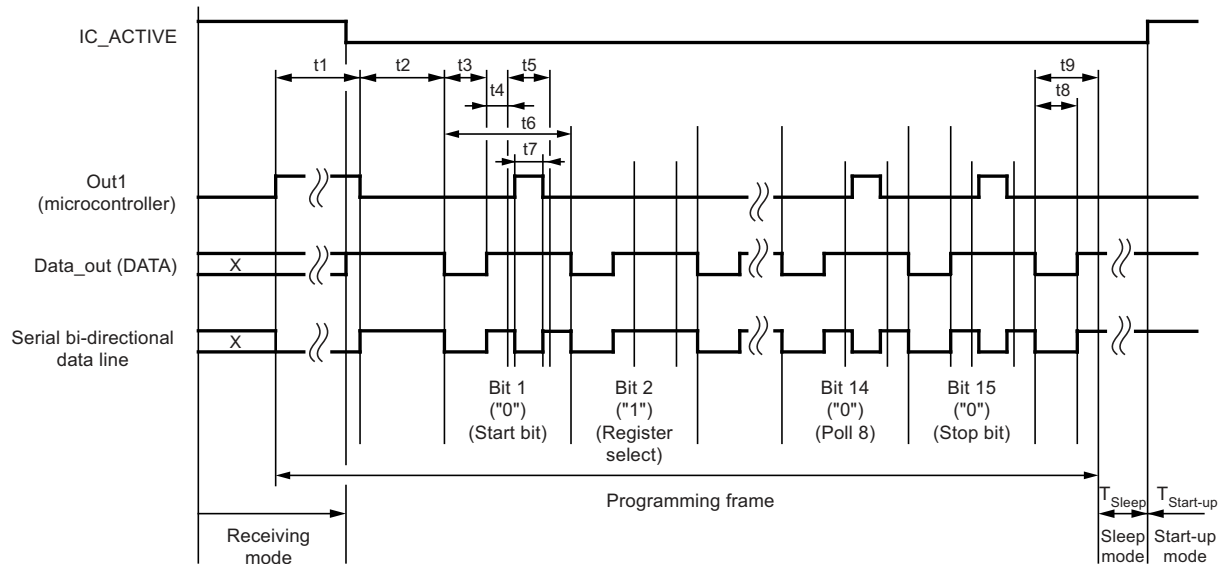 IC_ACTIVE
t1
t2
t3
t5
t9
t4
t8
t6
t7
Out1
(microcontroller)
Data_out (DATA)
X
Serial bi-directional
data line
X
Bit 1
("0")
(Start bit)
Bit 2
("1")
(Register
select)
Bit 14
("0")
(Poll 8)
Bit 15
("0")
(Stop bit)
Programming frame
TSleep
TStart-up
Receiving
mode
Sleep
mode
Start-up
mode